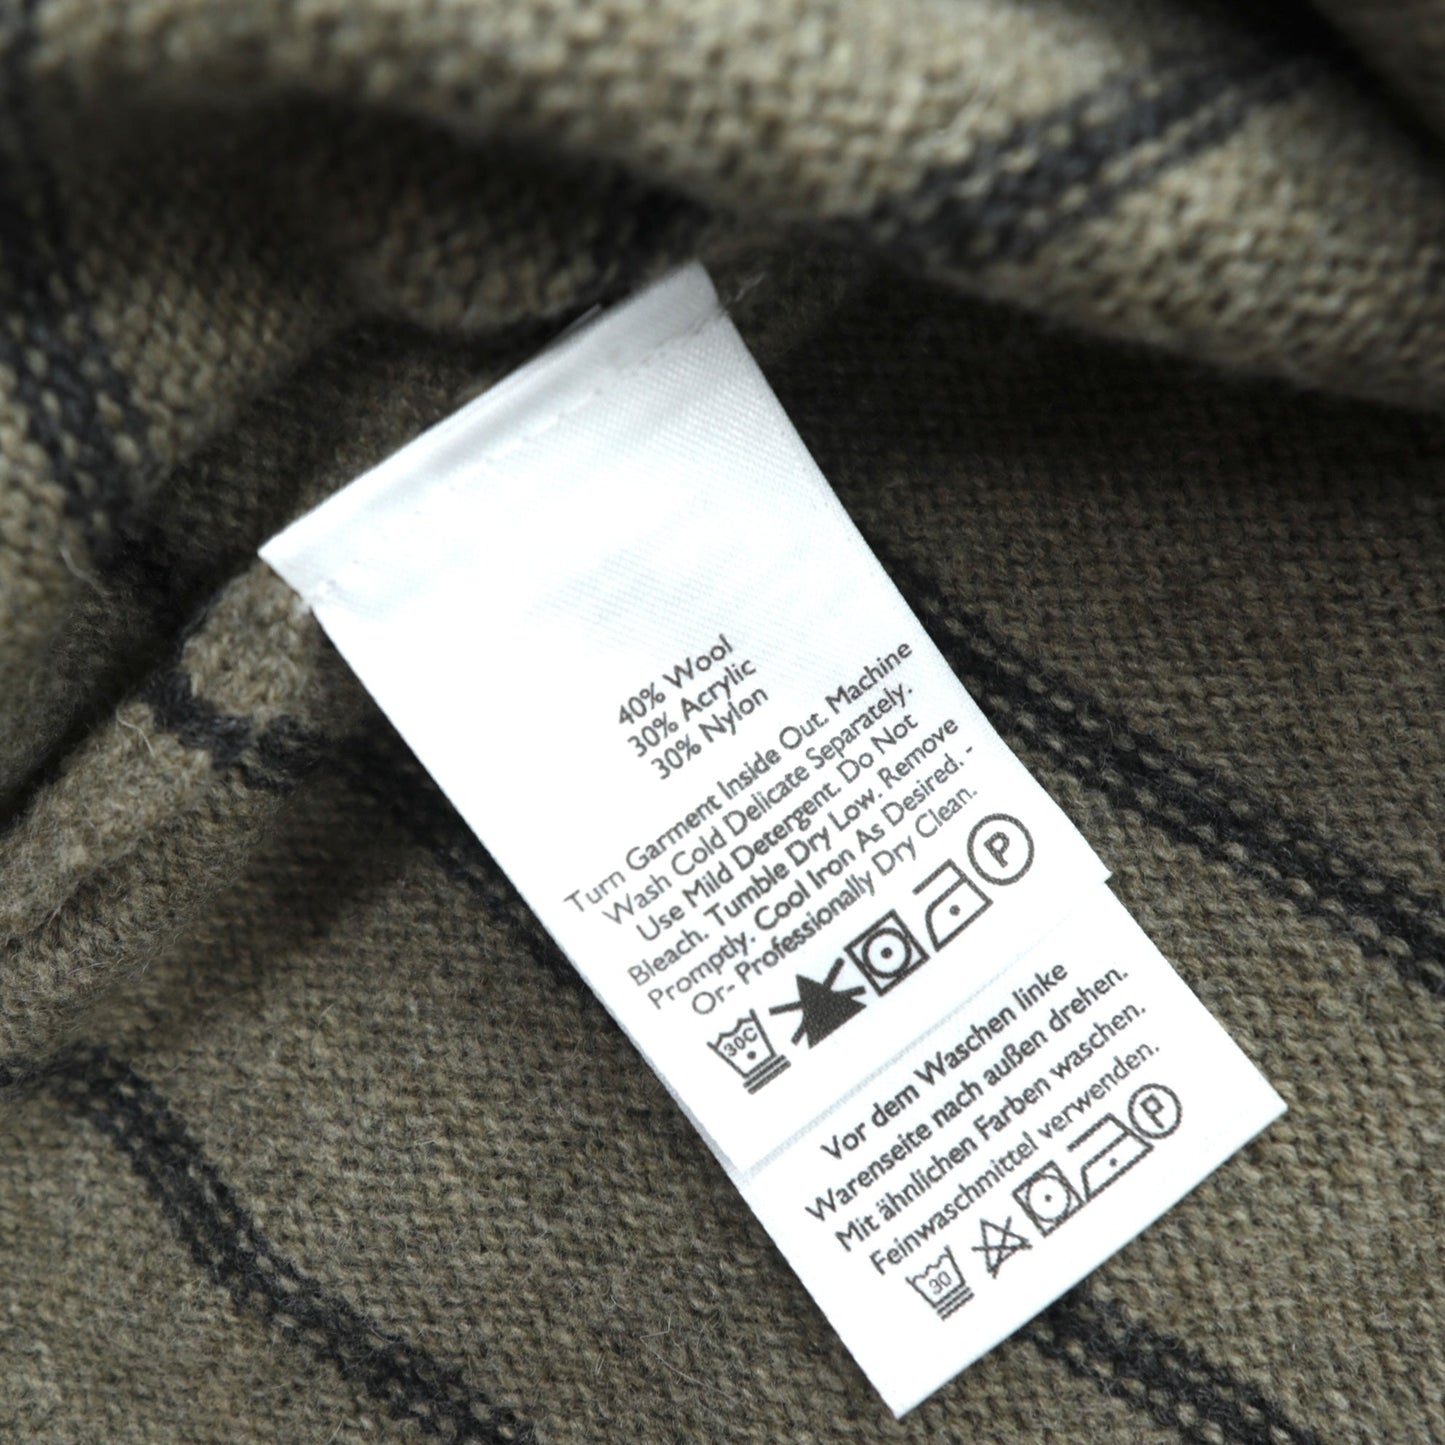 40% Wool
30% Acrylic
30% Nylon
Turn Garment Inside Out. Machine
Wash Cold Delicate Separately.
Use Mild Detergent. Do Not
Bleach. Tumble Dry Low. Remove
Promptly. Cool Iron As Desired. -
Or- Professionally Dry Clean.
30C P
Vor dem Waschen linke
Warenseite nach außen drehen.
Mit ähnlichen Farben waschen.
Feinwaschmittel verwenden.
30 P